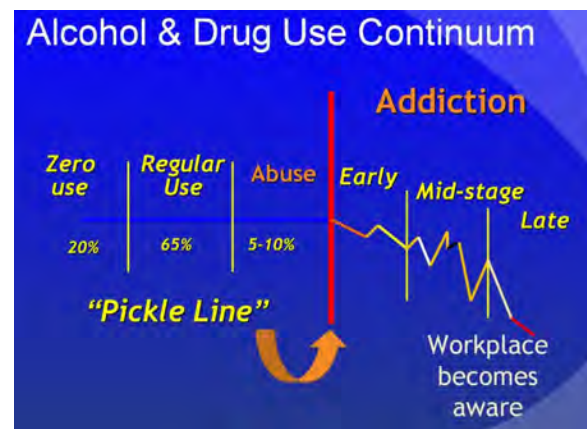 Alcohol & Drug Use Continuum
Addiction
Zero
use
Regular
Use
Abuse
Early
Mid-stage
Late
20%
65%
5-10%
“Pickle Line”
Workplace
becomes
aware